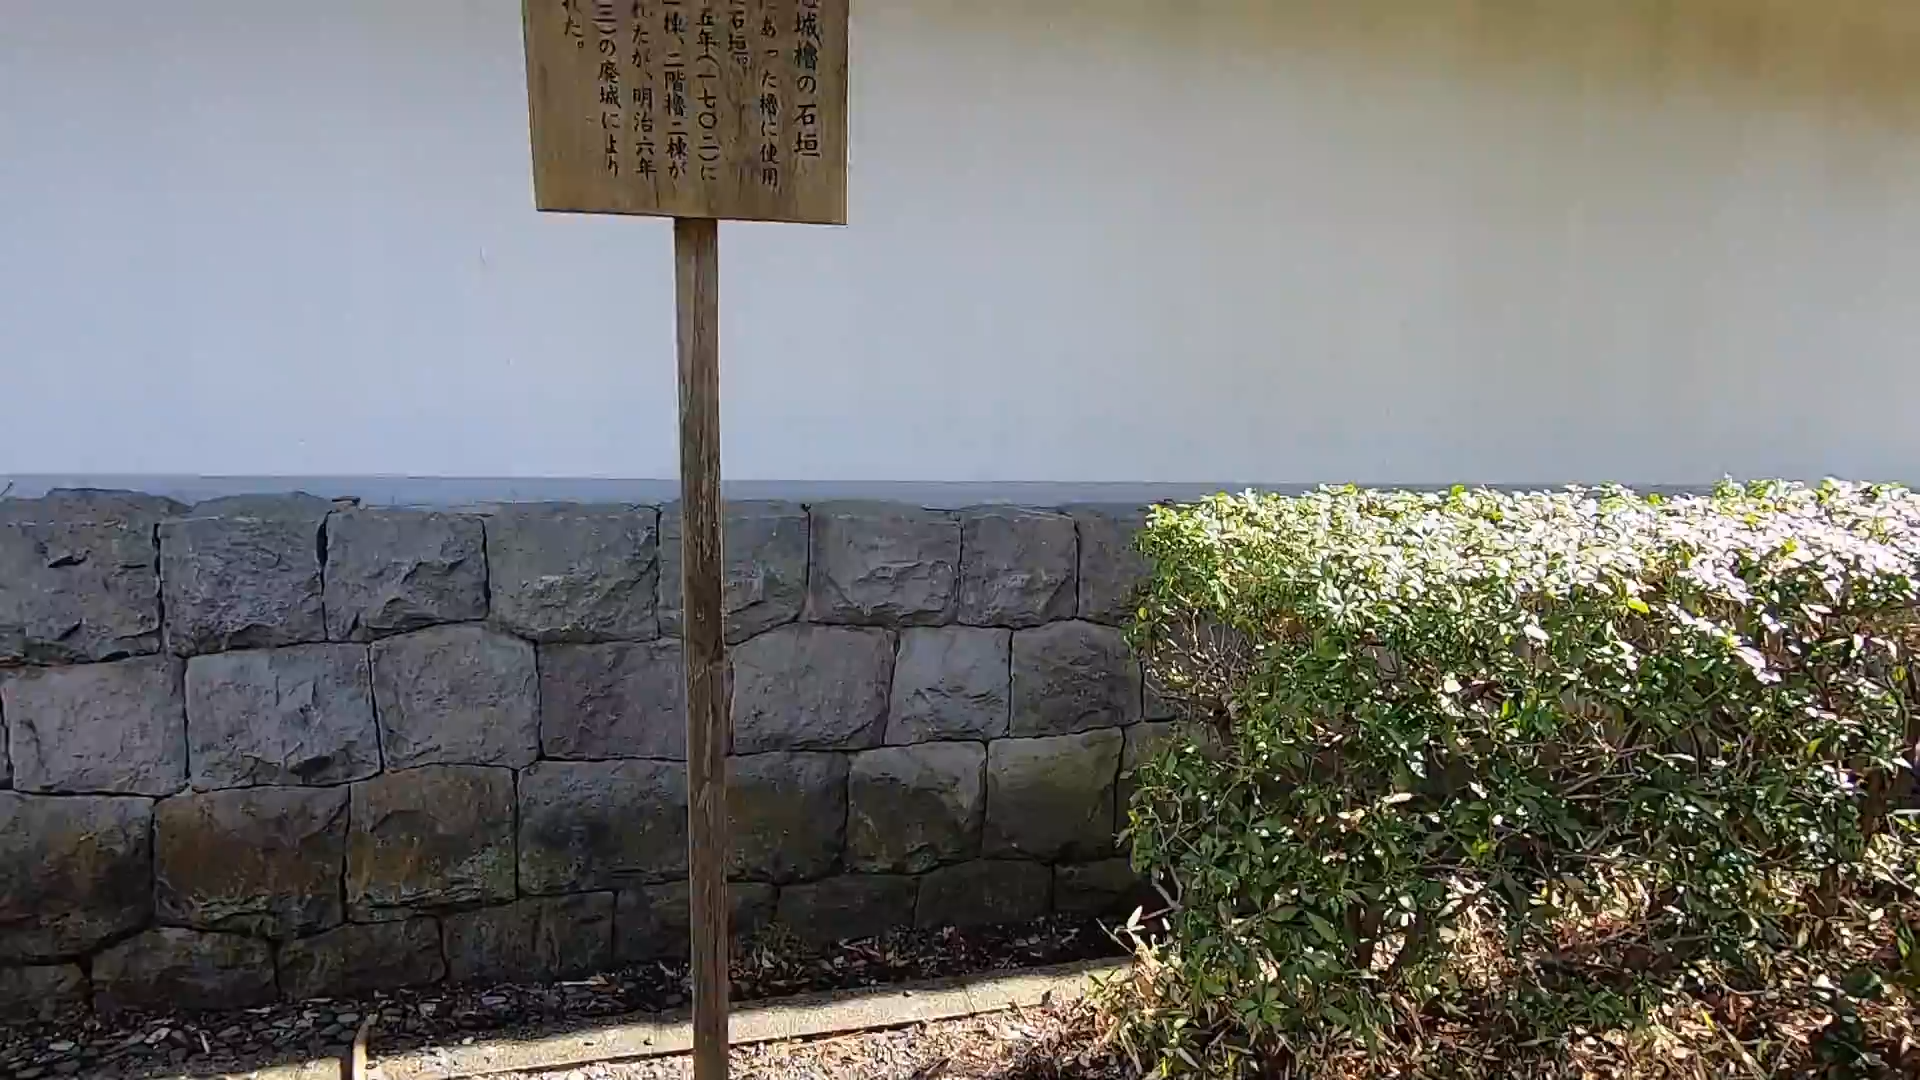 城櫓の石垣
あった櫓に使用
石垣。
五年(一七〇二)に
棟、二階櫓二棟が
れたが、明治六年
三)の廃城により
れた。